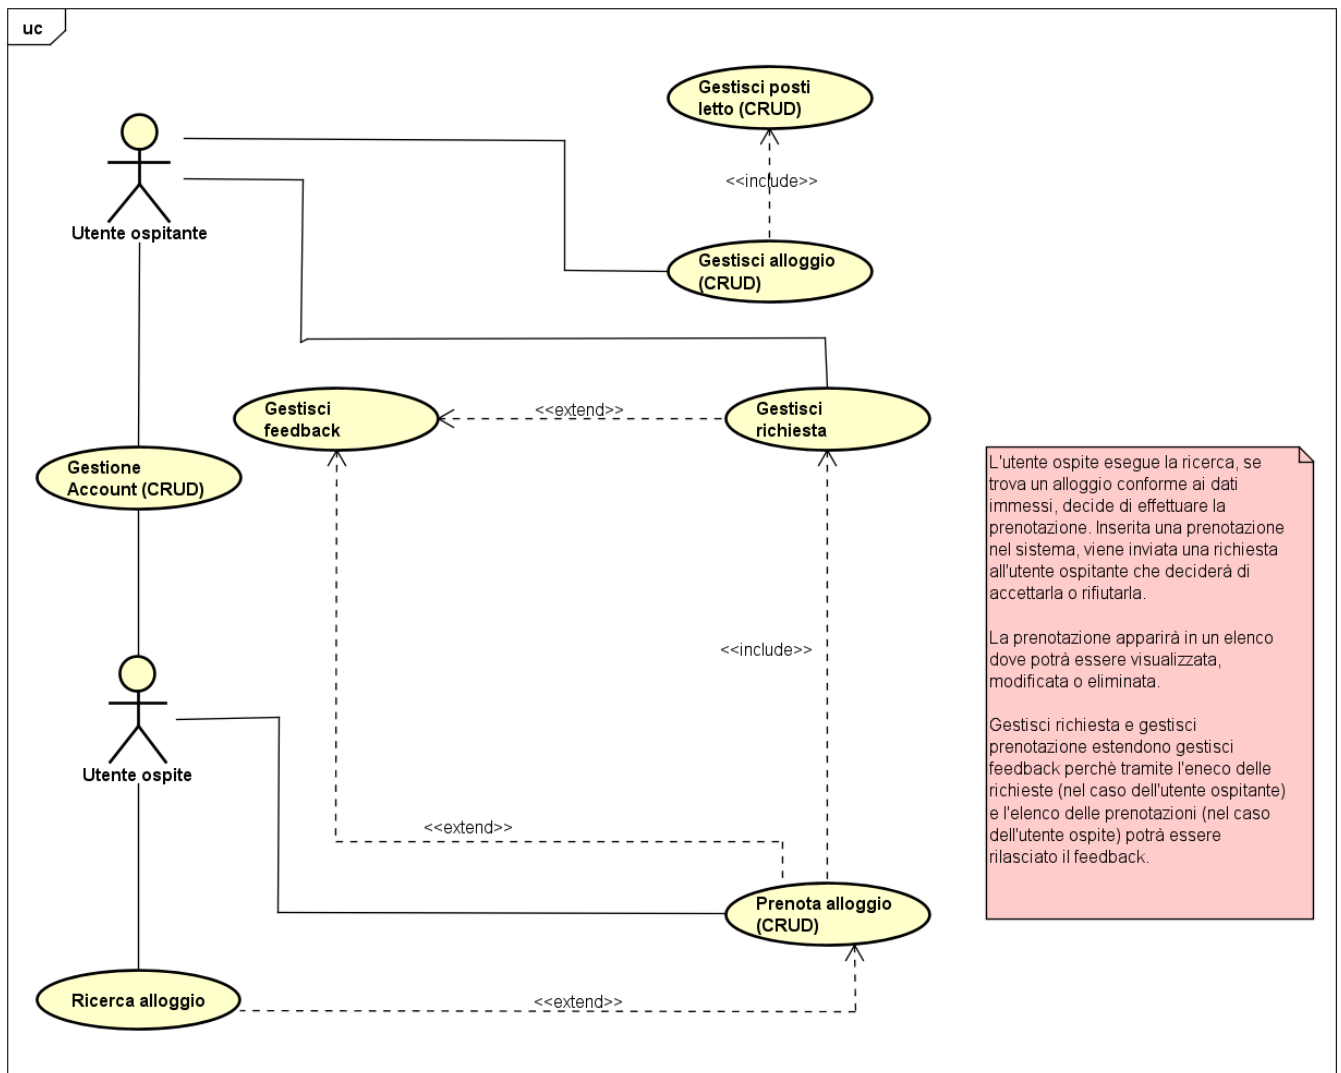 uc
Gestisci posti
letto (CRUD)
<<include>>
Utente ospitante
Gestisci alloggio
(CRUD)
Gestisci
feedback
<<extend>>
Gestisci
richiesta
Gestione
Account (CRUD)
L'utente ospite esegue la ricerca, se
trova un alloggio conforme ai dati
immessi, decide di effettuare la
prenotazione. Inserita una prenotazione
nel sistema, viene inviata una richiesta
all'utente ospitante che deciderà di
accettarla o rifiutarla.
La prenotazione apparirà in un elenco
dove potrà essere visualizzata,
modificata o eliminata.
Gestisci richiesta e gestisci
prenotazione estendono gestisci
feedback perchè tramite l'eneco delle
richieste (nel caso dell'utente ospitante)
e l'elenco delle prenotazioni (nel caso
dell'utente ospite) potrà essere
rilasciato il feedback.
<<include>>
Utente ospite
<<extend>>
Prenota alloggio
(CRUD)
Ricerca alloggio
<<extend>>